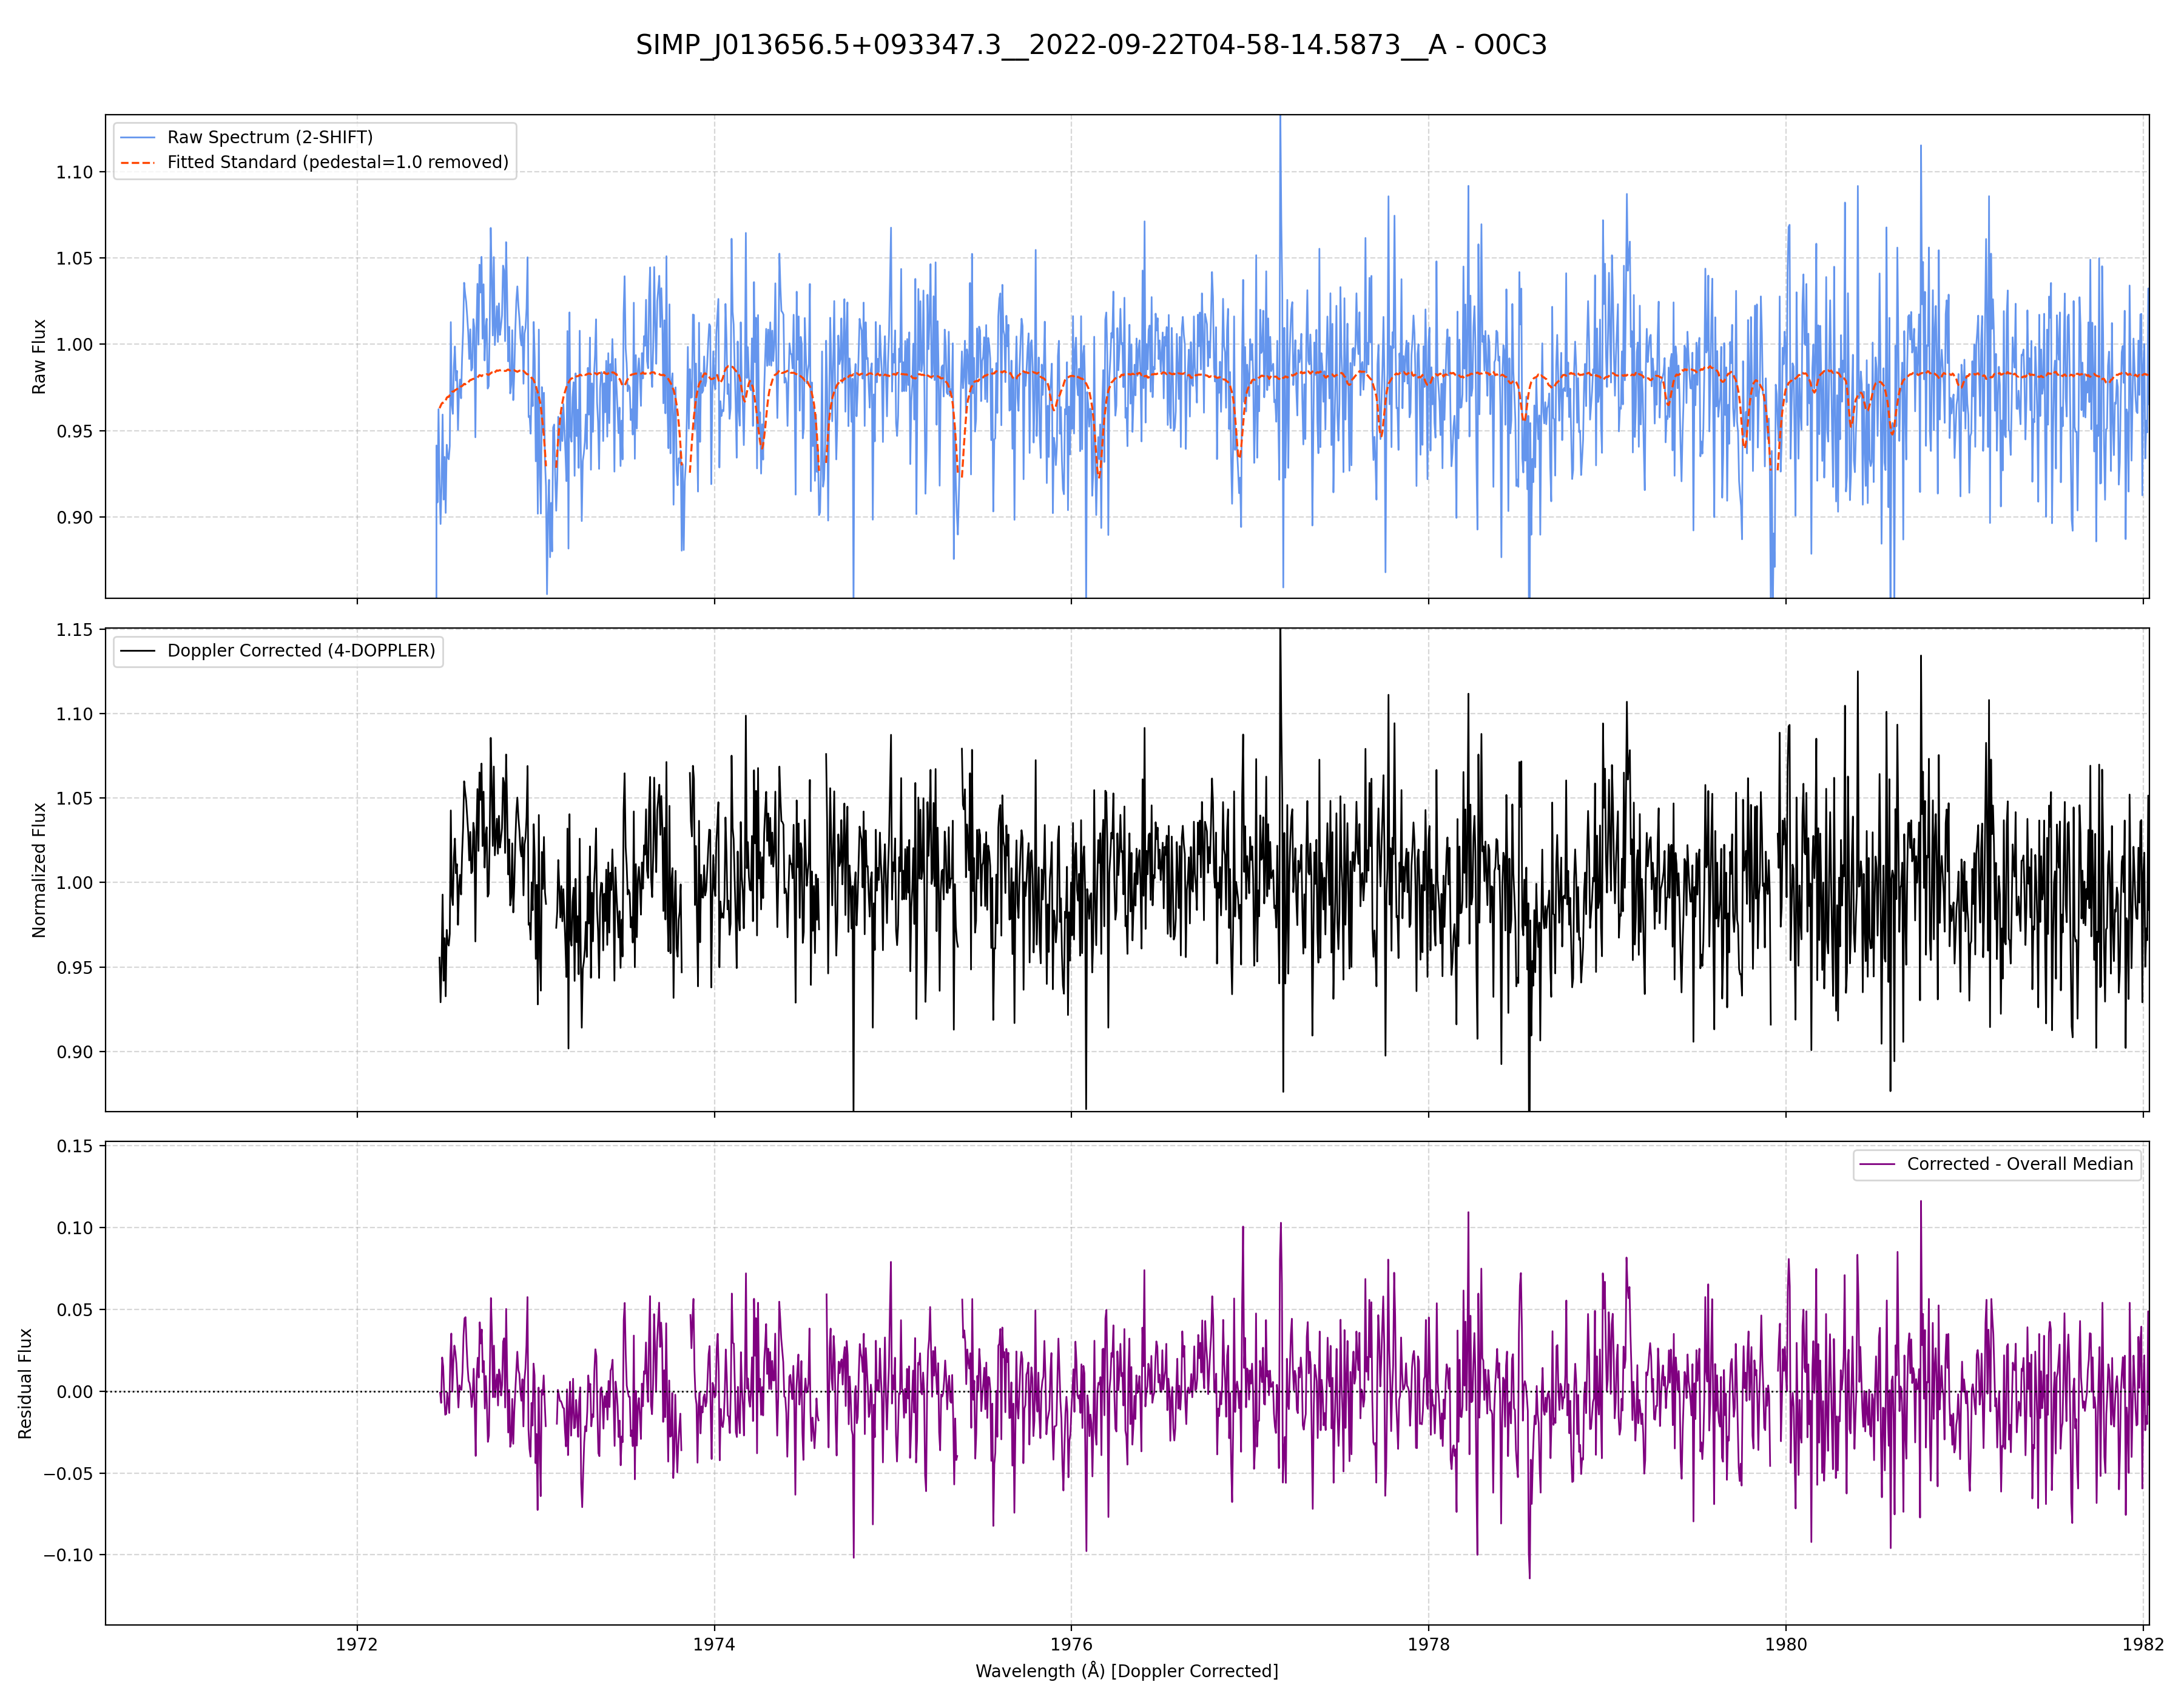 SIMP_J013656.5+093347.3__2022-09-22T04-58-14.5873__A - O0C3
Raw Spectrum (2-SHIFT)
Fitted Standard (pedestal=1.0 removed)
Raw Flux
1.10
1.05
1.00
0.95
0.90
Doppler Corrected (4-DOPPLER)
Normalized Flux
1.15
1.10
1.05
1.00
0.95
0.90
Corrected - Overall Median
Residual Flux
0.15
0.10
0.05
0.00
−0.05
−0.10
1972
1974
1976
1978
1980
1982
Wavelength (Å) [Doppler Corrected]